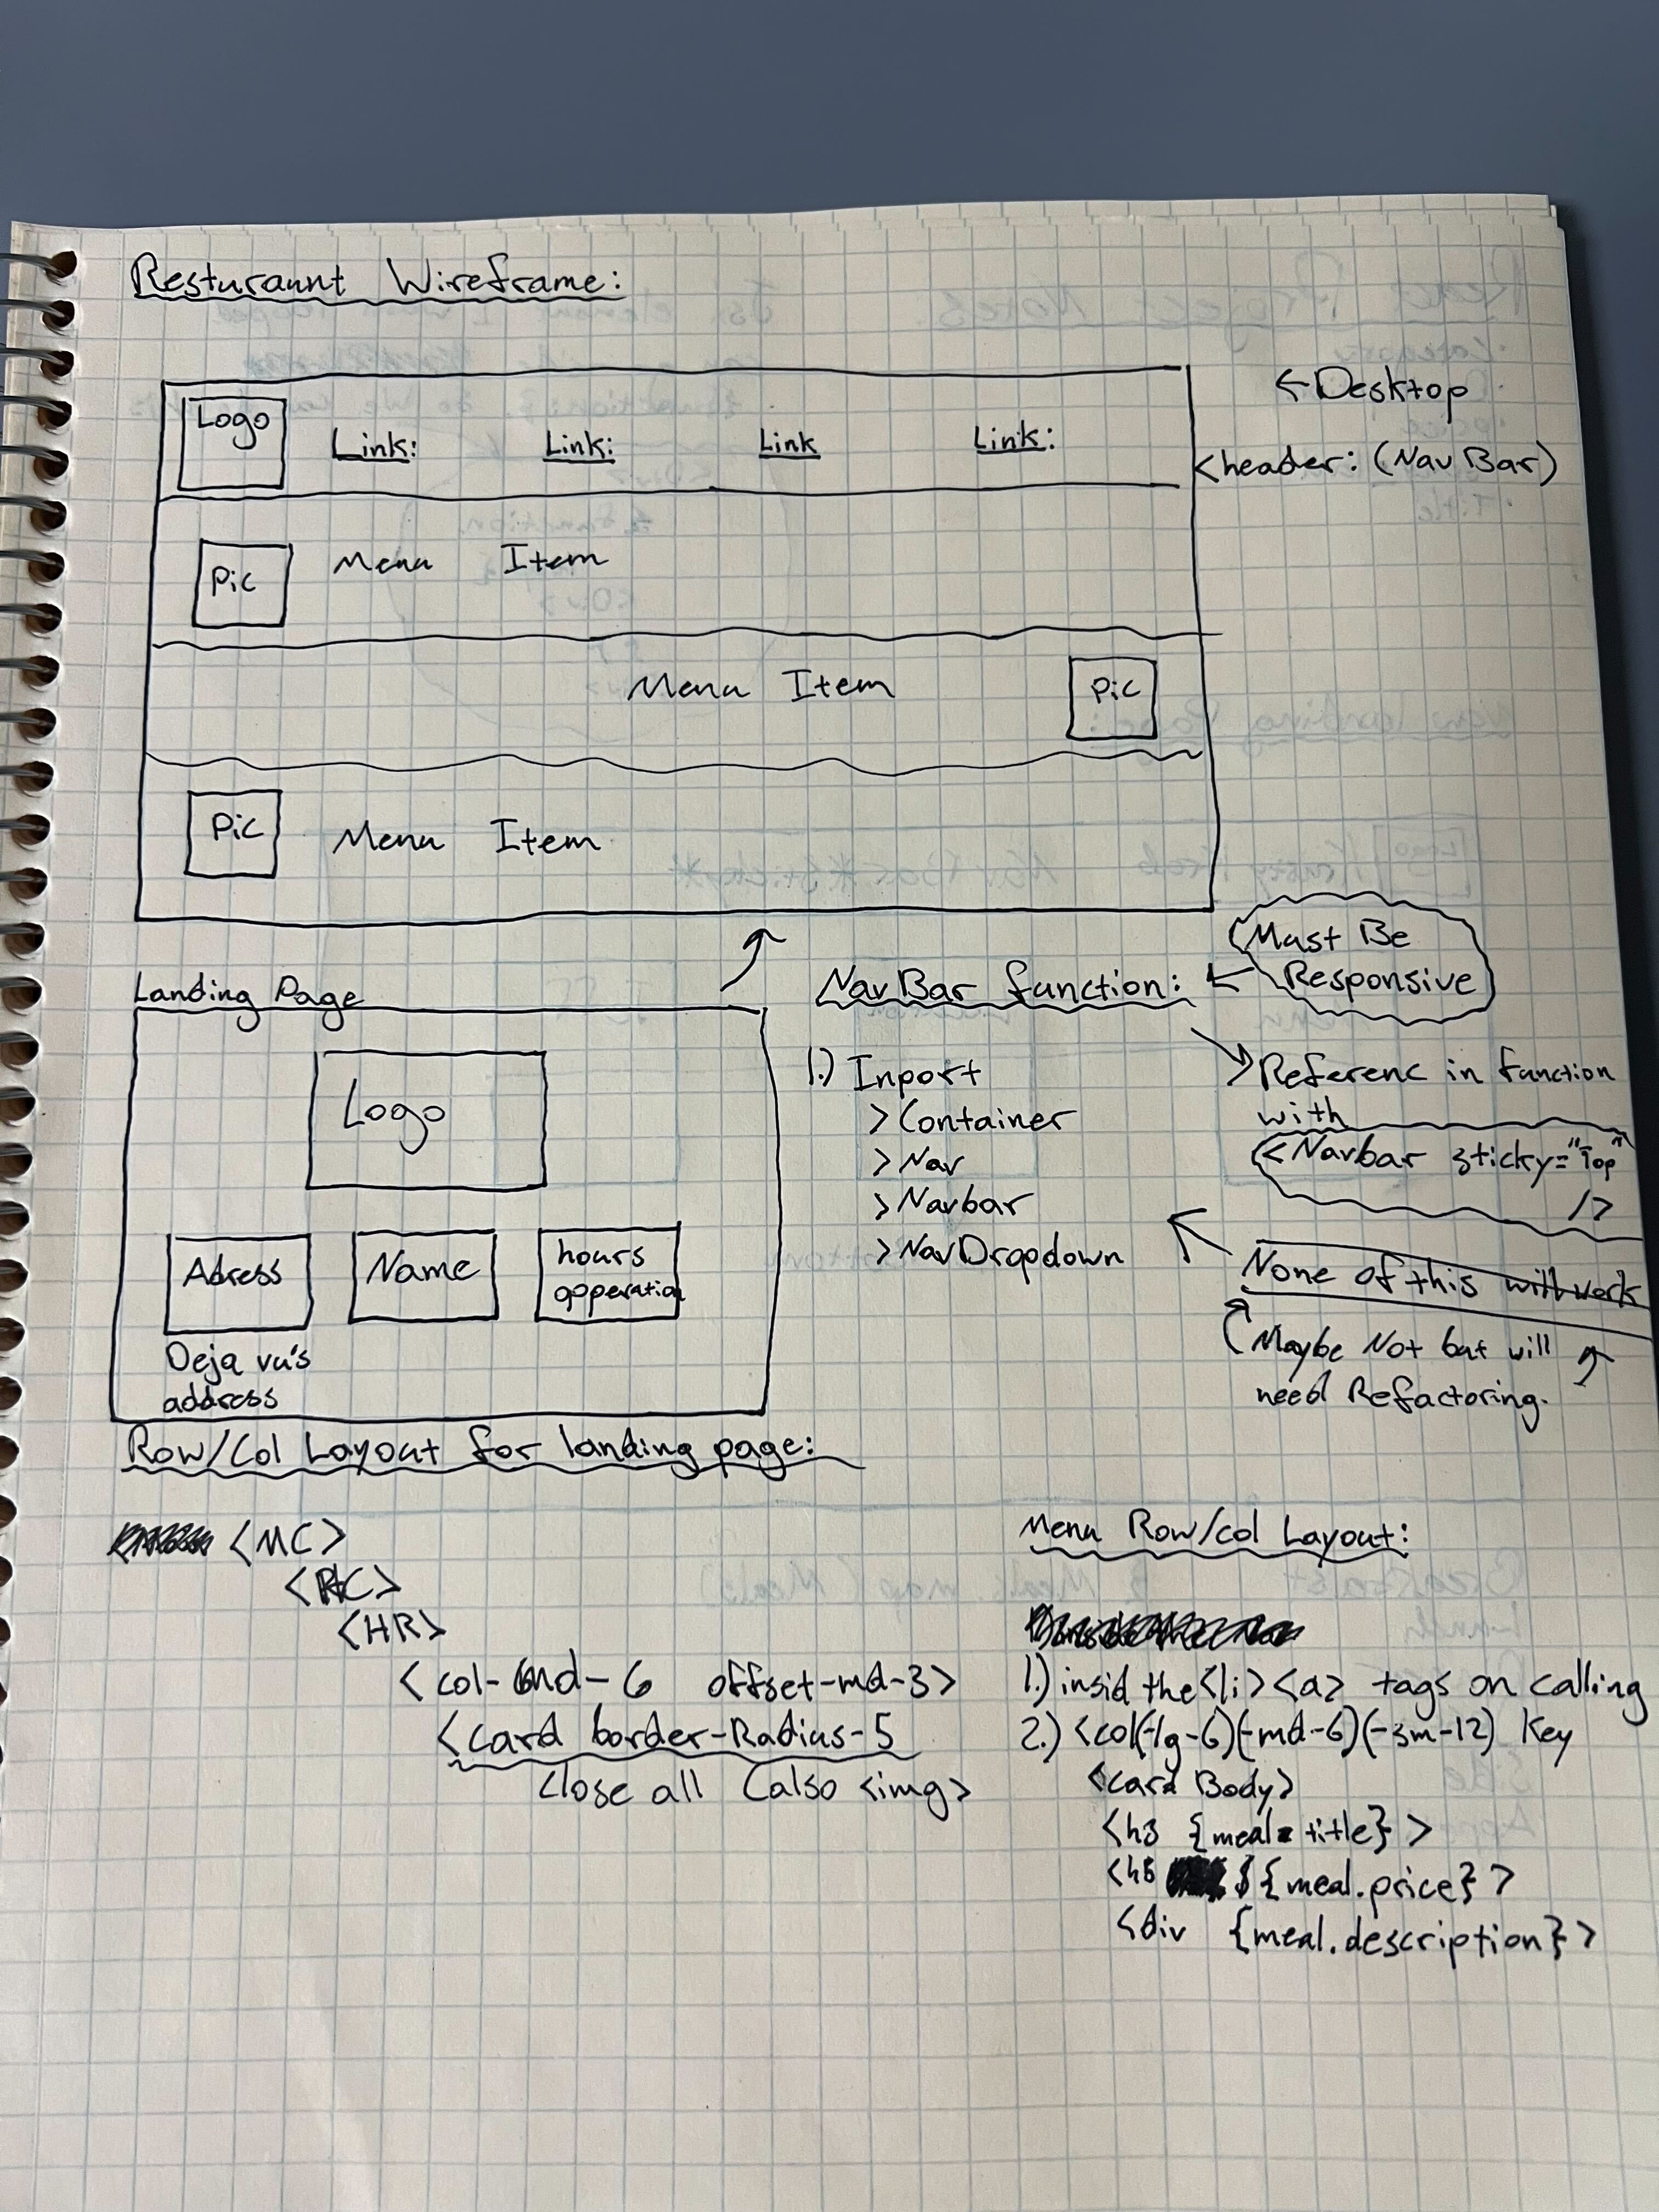 Resturaunt Wireframe:
Logo
Link:
Link:
Link
Link:
<-Desktop
<header: (Nav Bar)
Pic
Menu Item
Menu Item
Pic
Pic
Menu Item
Landing Page
Logo
Adress
Name
hours
opperation
Deja vu's
address
NavBar function:
Must Be
Responsive
1.) Inport
>Container
>Nav
>Navbar
>NavDropdown
>Referenc in function
with
<Navbar sticky="Top"
/>
None of this will work
Maybe Not but will
need Refactoring.
Row/Col Layout for landing page:
<MC>
<HR>
<col-md-6 offset-md-3>
<card border-Radius-5
Close all (also <img>
Menu Row/col Layout:
1.) insid the <li> <a> tags on calling
2.) <col(-lg-6)(-md-6)(-sm-12) Key
<card Body>
<h3 {meal.title}>
<h5 ${meal.price}>
<div {meal.description}>